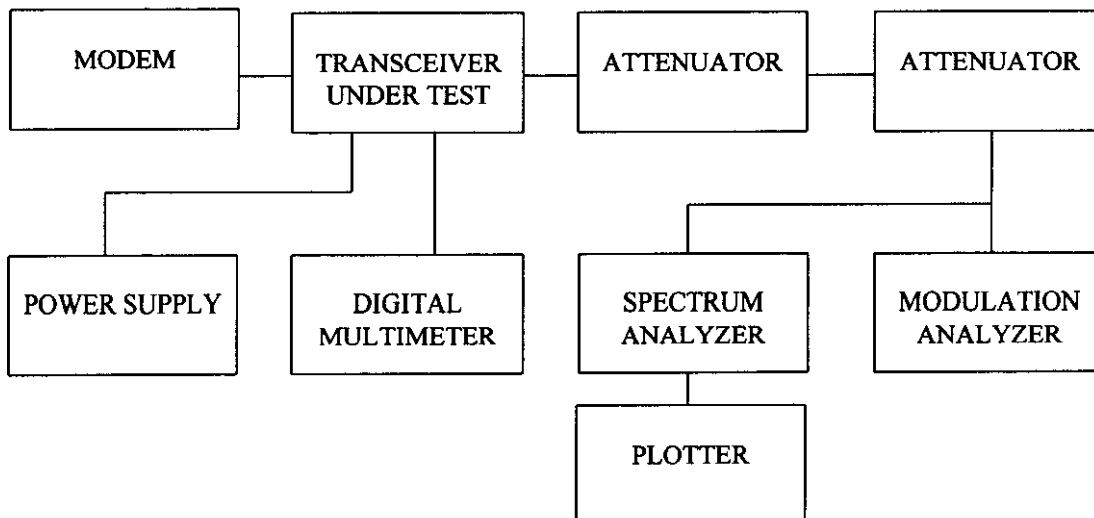 MODEM
TRANSCEIVER
UNDER TEST
ATTENUATOR
ATTENUATOR
POWER SUPPLY
DIGITAL
MULTIMETER
SPECTRUM
ANALYZER
MODULATION
ANALYZER
PLOTTER